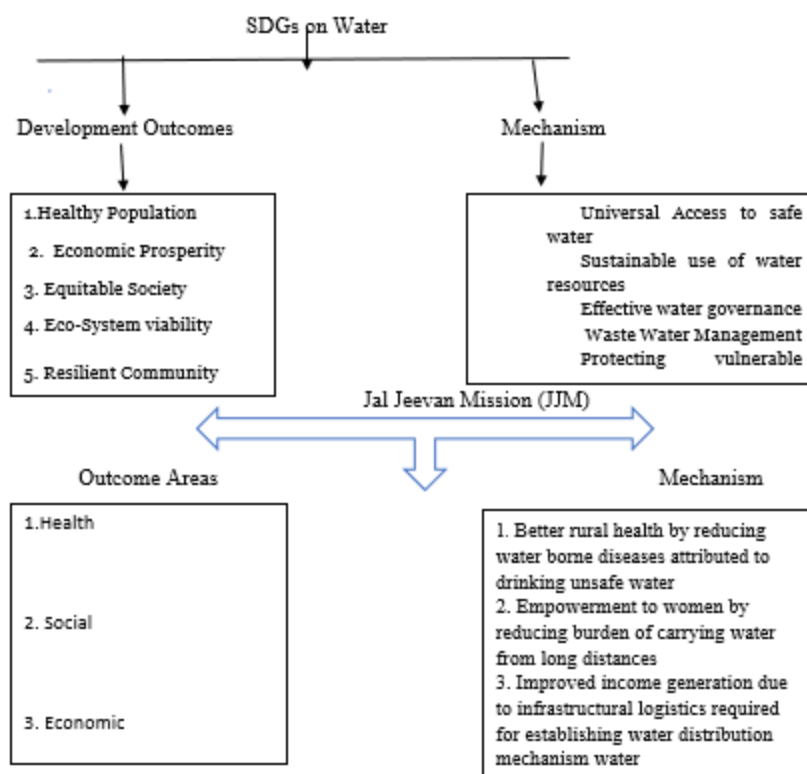 SDGs on Water
Development Outcomes
Mechanism
1.Healthy Population
2. Economic Prosperity
3. Equitable Society
4. Eco-System viability
5. Resilient Community
Universal Access to safe
water
Sustainable use of water
resources
Effective water governance
Waste Water Management
Protecting vulnerable
Jal Jeevan Mission (JJM)
Outcome Areas
Mechanism
1.Health
2. Social
3. Economic
1. Better rural health by reducing
water borne diseases attributed to
drinking unsafe water
2. Empowerment to women by
reducing burden of carrying water
from long distances
3. Improved income generation due
to infrastructural logistics required
for establishing water distribution
mechanism water